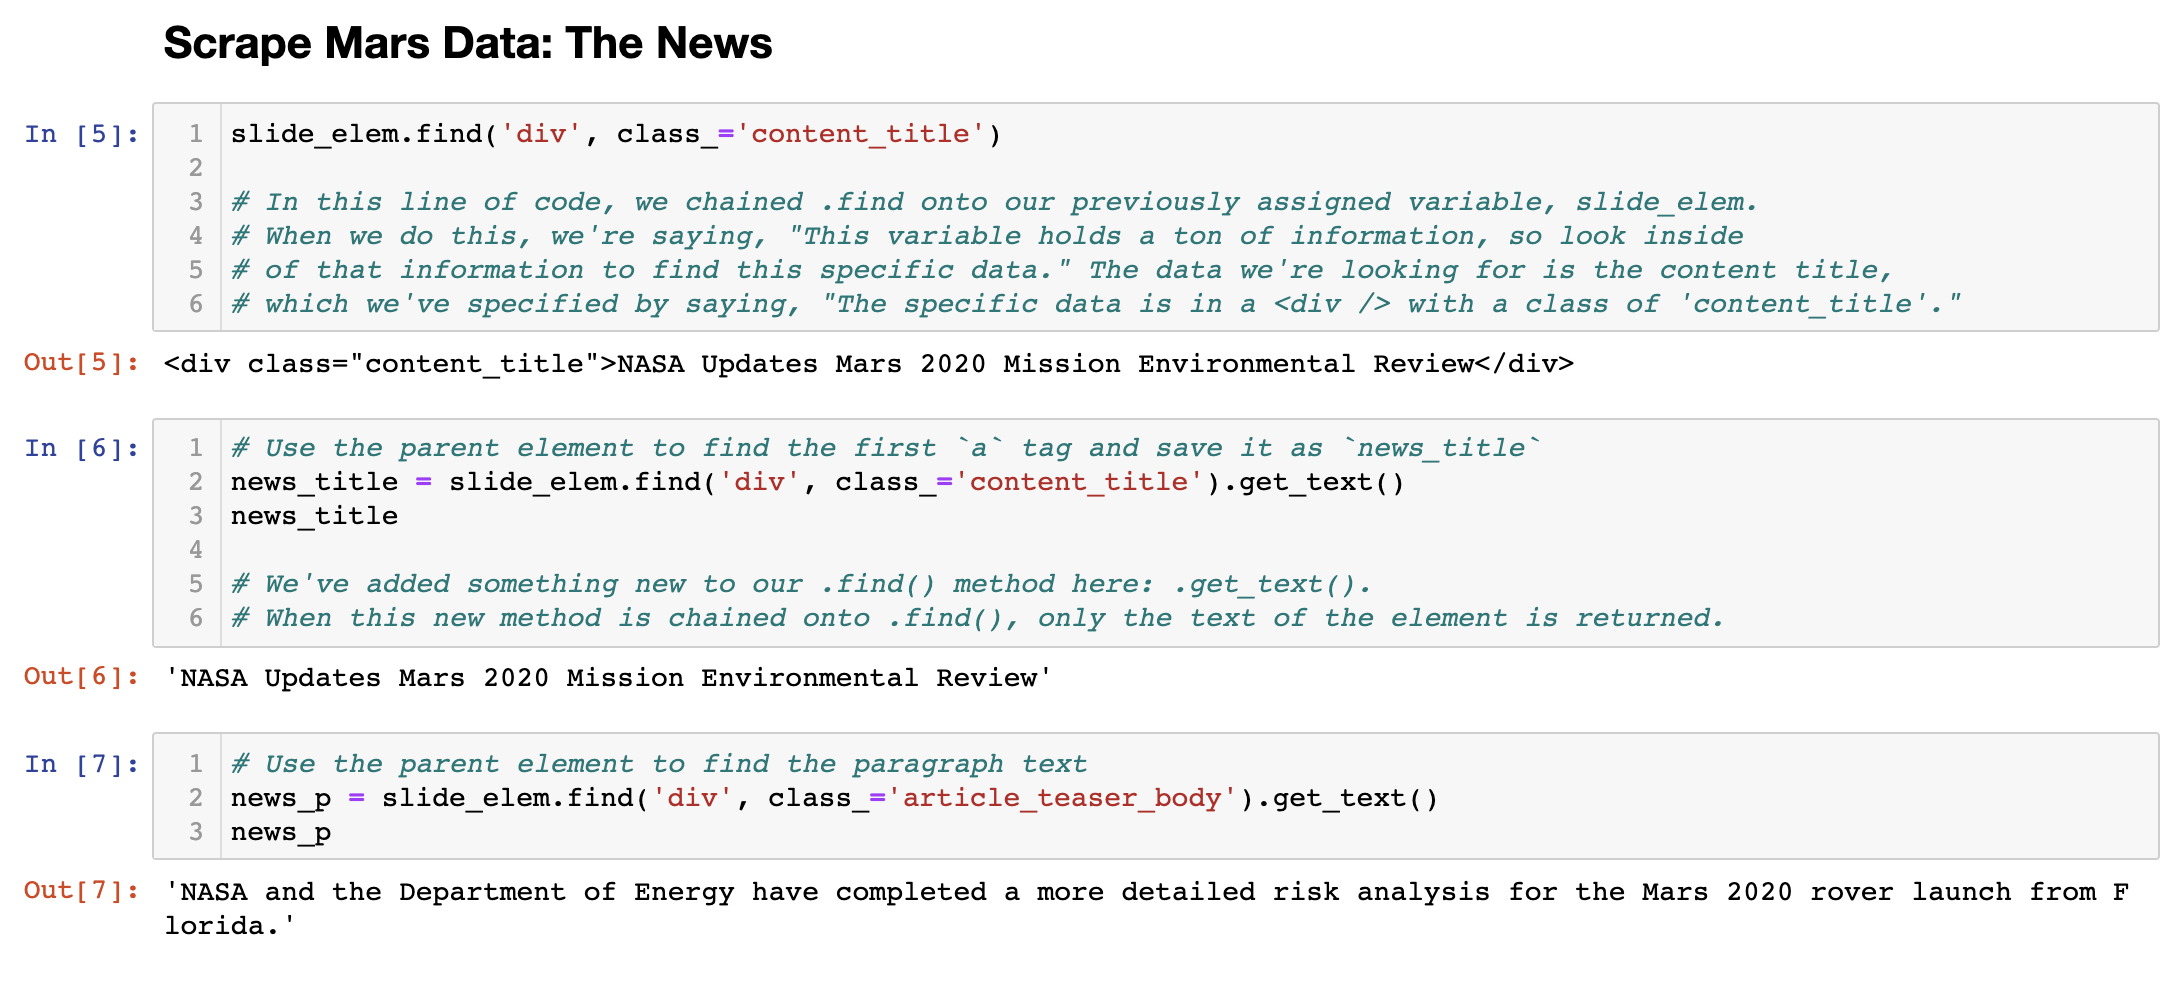 Scrape Mars Data: The News
In [5]:
1 slide_elem.find('div', class_='content_title')
2
3 # In this line of code, we chained .find onto our previously assigned variable, slide_elem.
4 # When we do this, we're saying, "This variable holds a ton of information, so look inside
5 # of that information to find this specific data." The data we're looking for is the content title,
6 # which we've specified by saying, "The specific data is in a <div /> with a class of 'content_title'."
Out[5]: <div class="content_title">NASA Updates Mars 2020 Mission Environmental Review</div>
In [6]:
1 # Use the parent element to find the first `a` tag and save it as `news_title`
2 news_title = slide_elem.find('div', class_='content_title').get_text()
3 news_title
4
5 # We've added something new to our .find() method here: .get_text().
6 # When this new method is chained onto .find(), only the text of the element is returned.
Out[6]: 'NASA Updates Mars 2020 Mission Environmental Review'
In [7]:
1 # Use the parent element to find the paragraph text
2 news_p = slide_elem.find('div', class_='article_teaser_body').get_text()
3 news_p
Out[7]: 'NASA and the Department of Energy have completed a more detailed risk analysis for the Mars 2020 rover launch from F
lorida.'